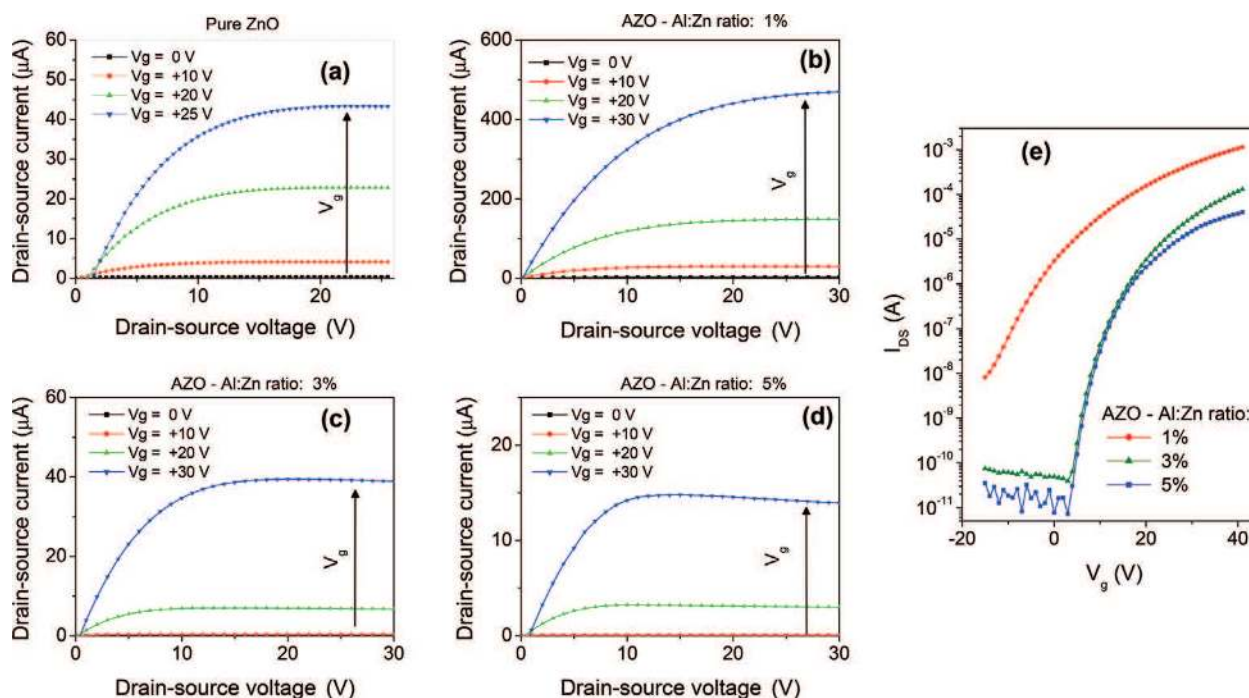 Pure ZnO
(a)
Vg = 0 V
Vg = +10 V
Vg = +20 V
Vg = +25 V
60
50
40
30
20
10
0
0
10
20
Drain-source current (μA)
Drain-source voltage (V)
Vg
AZO - Al:Zn ratio: 1%
(b)
Vg = 0 V
Vg = +10 V
Vg = +20 V
Vg = +30 V
600
400
200
0
0
10
20
30
Drain-source current (μA)
Drain-source voltage (V)
Vg
AZO - Al:Zn ratio: 3%
(c)
Vg = 0 V
Vg = +10 V
Vg = +20 V
Vg = +30 V
60
40
20
0
0
10
20
30
Drain-source current (μA)
Drain-source voltage (V)
Vg
AZO - Al:Zn ratio: 5%
(d)
Vg = 0 V
Vg = +10 V
Vg = +20 V
Vg = +30 V
20
10
0
0
10
20
30
Drain-source current (μA)
Drain-source voltage (V)
Vg
(e)
10⁻³
10⁻⁴
10⁻⁵
10⁻⁶
10⁻⁷
10⁻⁸
10⁻⁹
10⁻¹⁰
10⁻¹¹
-20
0
20
40
I_DS (A)
V_g (V)
AZO - Al:Zn ratio:
1%
3%
5%